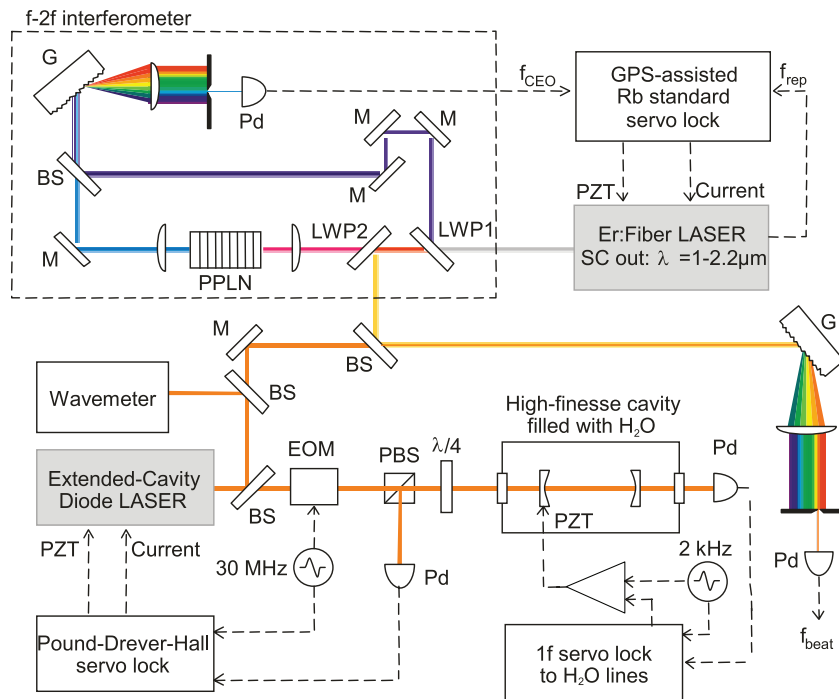 f-2f interferometer
G
Pd
f_CEO
GPS-assisted
Rb standard
servo lock
f_rep
M
M
M
BS
PZT
Current
LWP2
LWP1
M
PPLN
Er:Fiber LASER
SC out: λ =1-2.2µm
M
BS
G
BS
Wavemeter
High-finesse cavity
filled with H₂O
EOM
PBS
λ/4
Pd
Extended-Cavity
Diode LASER
BS
PZT
PZT
Current
30 MHz
Pd
2 kHz
Pd
Pound-Drever-Hall
servo lock
1f servo lock
to H₂O lines
f_beat